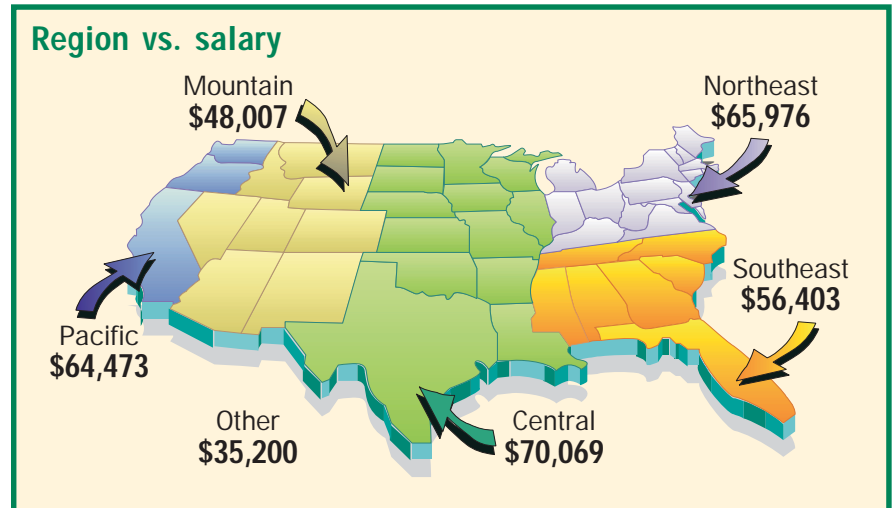 Region vs. salary
Mountain
$48,007
Northeast
$65,976
Southeast
$56,403
Pacific
$64,473
Other
$35,200
Central
$70,069